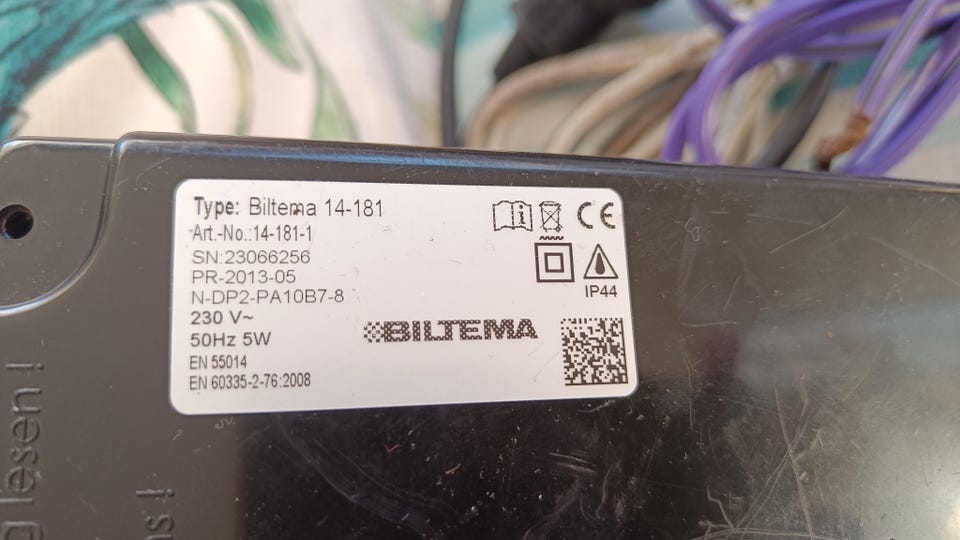 Type: Biltema 14-181
Art.-No.:14-181-1
SN:23066256
PR-2013-05
N-DP2-PA10B7-8
230 V~
50Hz 5W
EN 55014
EN 60335-2-76:2008
CE
IP44
BILTEMA
lesen !